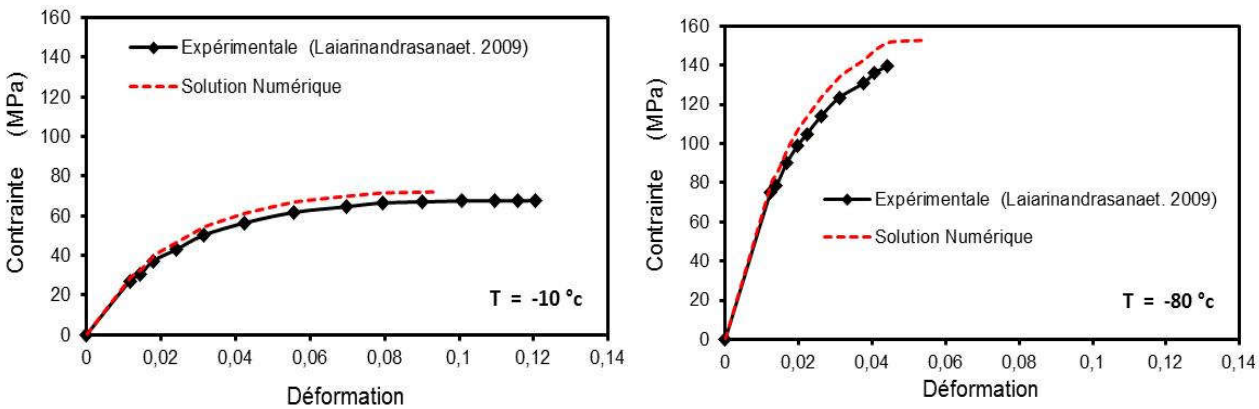 160
140
120
100
80
60
40
20
0
Contrainte (MPa)
Expérimentale (Laiarinandrasanaet. 2009)
Solution Numérique
T = -10 °c
0 0,02 0,04 0,06 0,08 0,1 0,12 0,14
Déformation
160
140
120
100
80
60
40
20
0
Contrainte (MPa)
Expérimentale (Laiarinandrasanaet. 2009)
Solution Numérique
T = -80 °c
0 0,02 0,04 0,06 0,08 0,1 0,12 0,14
Déformation